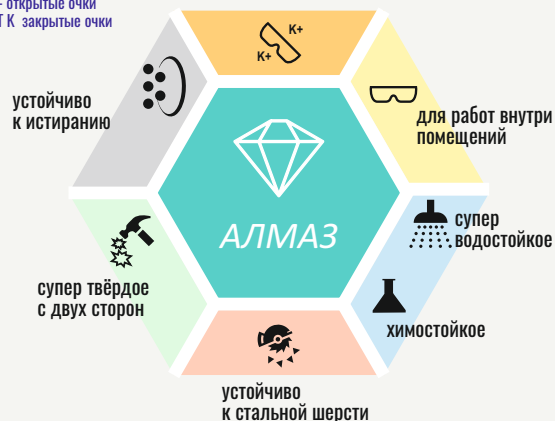 - открытые очки
Т К закрытые очки
K+
K+
устойчиво
к истиранию
для работ внутри
помещений
АЛМАЗ
супер
водостойкое
супер твёрдое
с двух сторон
химостойкое
устойчиво
к стальной шерсти